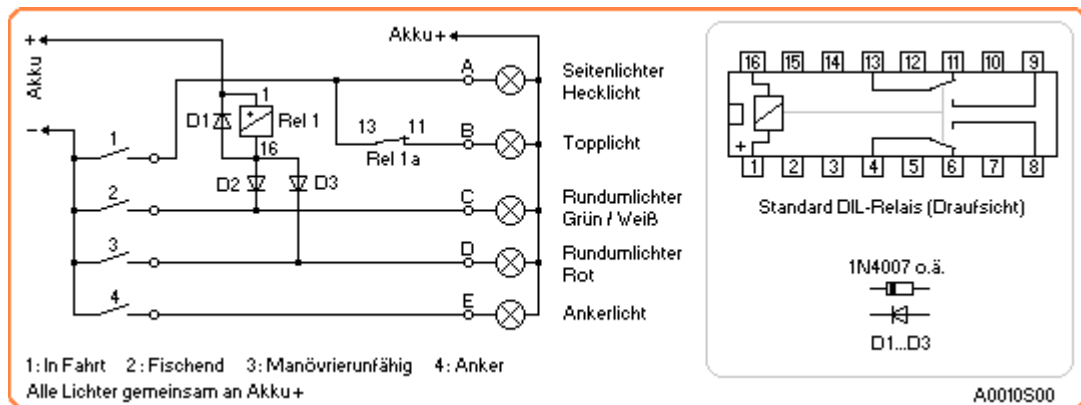 +
Akku
-
Akku+
A
Seitenlichter
Hecklicht
1
D1
Rel 1
13
11
B
Topplicht
Rel 1a
1
16
D2
D3
2
C
Rundumlichter
Grün / Weiß
3
D
Rundumlichter
Rot
4
E
Ankerlicht
1: In Fahrt 2: Fischend 3: Manövrierunfähig 4: Anker
Alle Lichter gemeinsam an Akku+
16 15 14 13 12 11 10 9
+
1 2 3 4 5 6 7 8
Standard DIL-Relais (Draufsicht)
1N4007 o.ä.
D1...D3
A0010S00